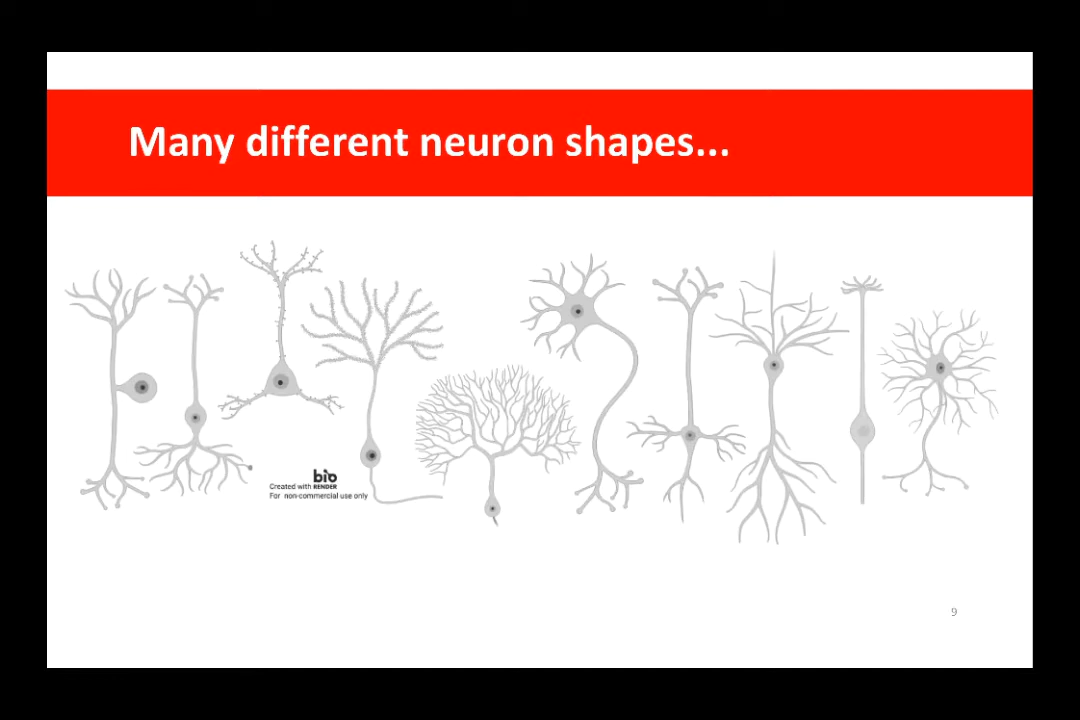 Many different neuron shapes...
bio
Created with RENDER
For non-commercial use only
9